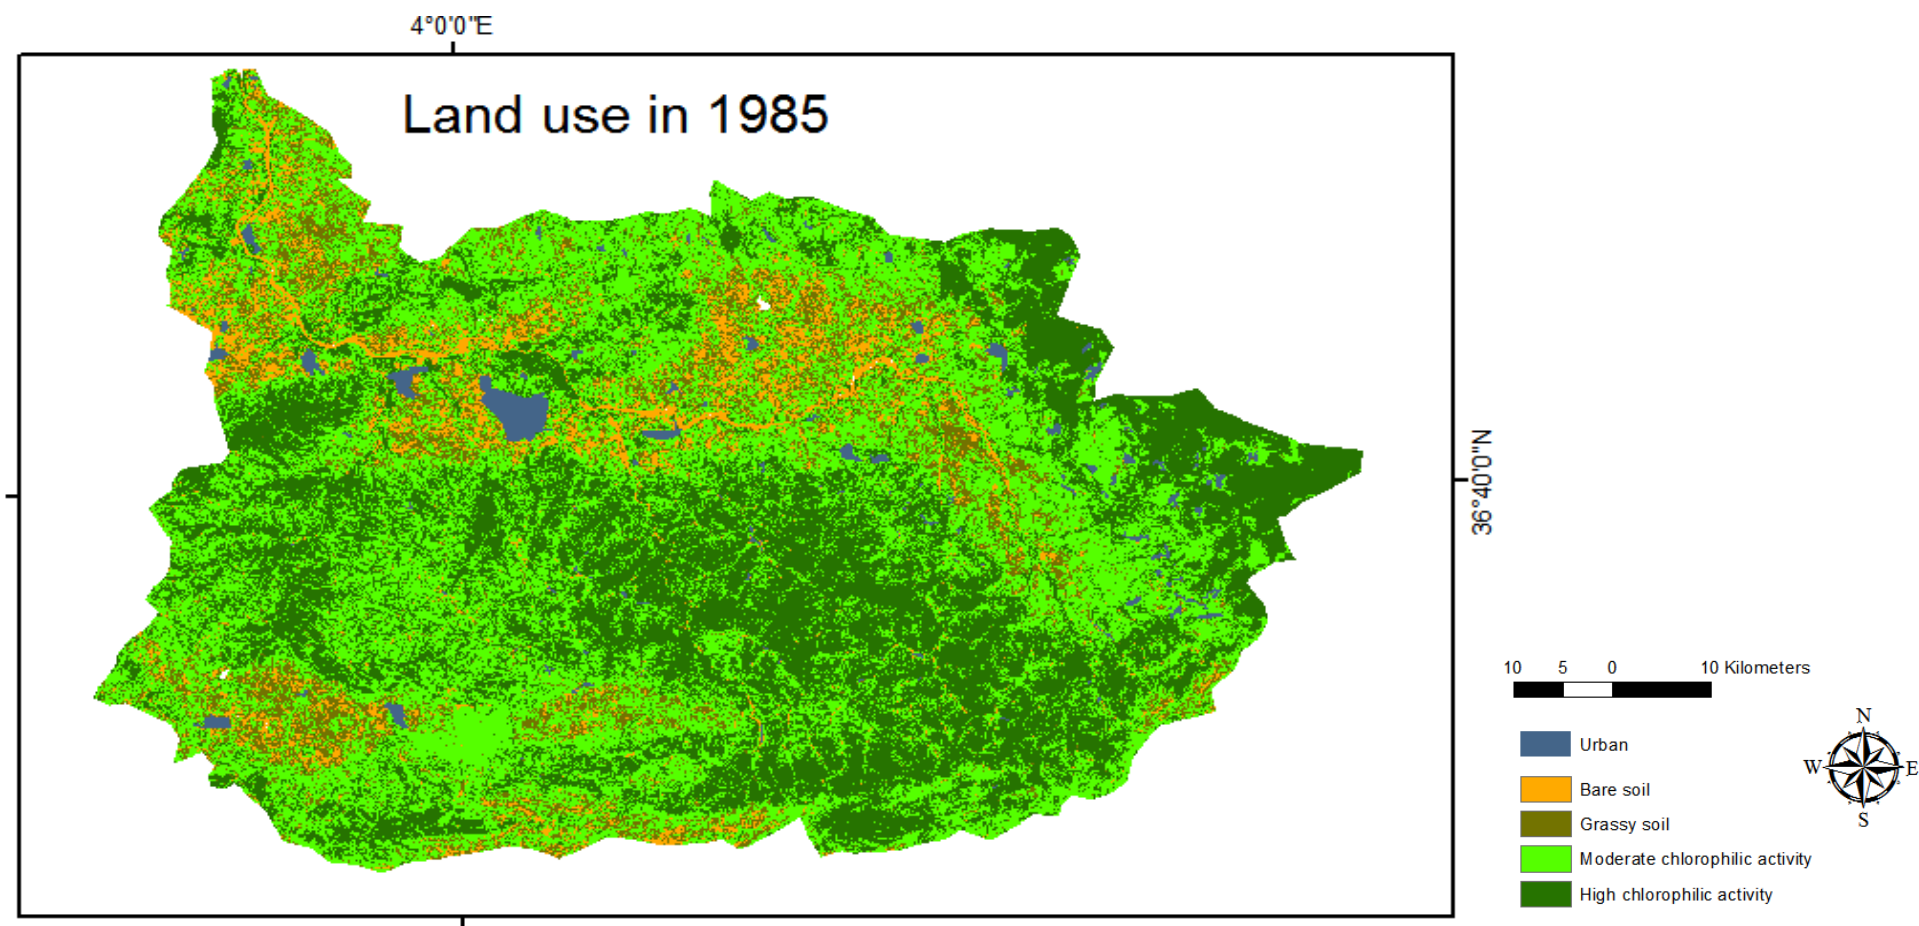 4°0'0"E
Land use in 1985
36°40'0"N
10 5 0 10 Kilometers
Urban
Bare soil
Grassy soil
Moderate chlorophilic activity
High chlorophilic activity
N
W E
S